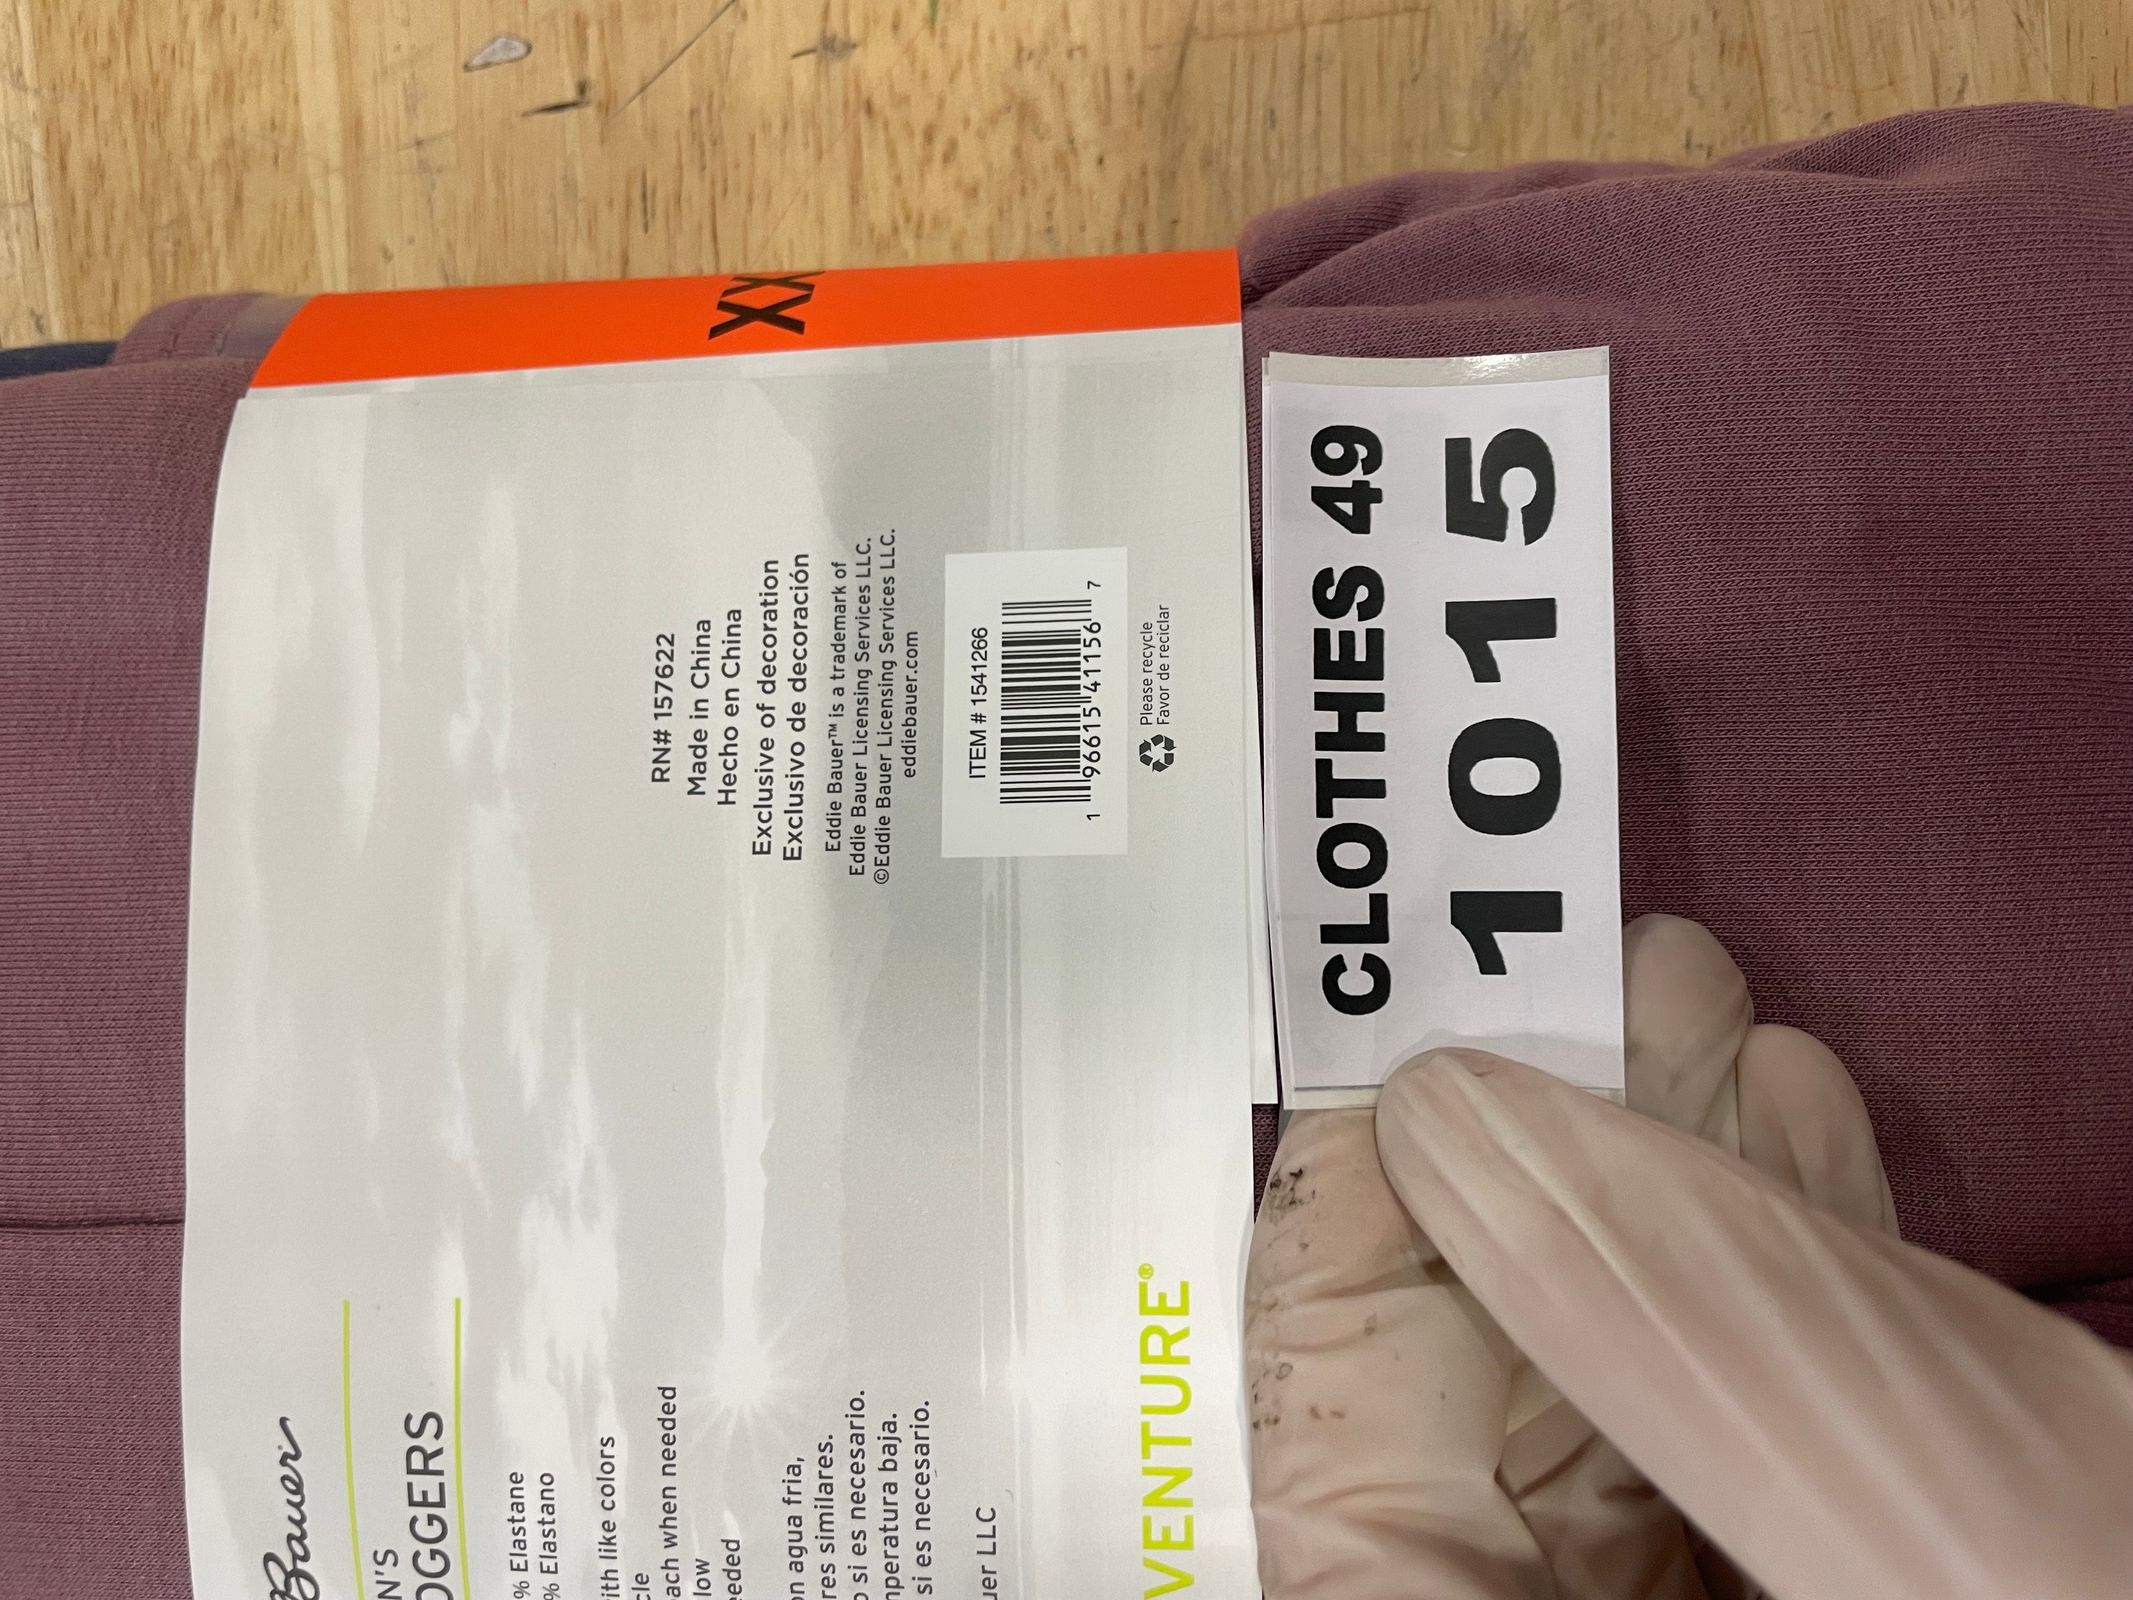 XX
RN# 157622
Made in China
Hecho en China
Exclusive of decoration
Exclusivo de decoración
Eddie Bauer™ is a trademark of
Eddie Bauer Licensing Services LLC.
©Eddie Bauer Licensing Services LLC.
eddiebauer.com
ITEM # 1541266
1 96615 41156 7
Please recycle
Favor de reciclar
CLOTHES 49
1015
Bauer
N'S
OGGERS
% Elastane
% Elastano
ith like colors
cle
ach when needed
low
eeded
on agua fria,
res similares.
o si es necesario.
mperatura baja.
si es necesario.
uer LLC
VENTURE®